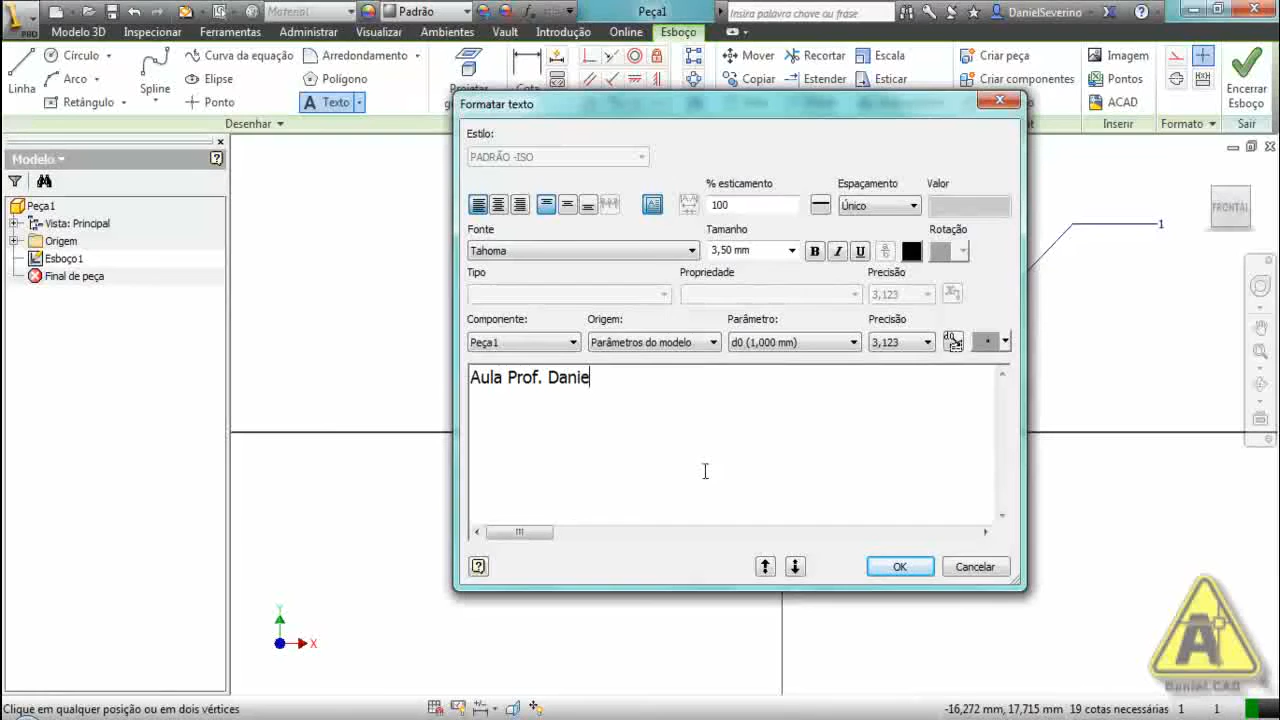 PRO
Material
Padrão
Peça1
Inspira palavra chave ou frase
DanielSeverino
Modelo 3D
Inspecionar
Ferramentas
Administrar
Visualizar
Ambientes
Vault
Introdução
Online
Esboço
Linha
Círculo
Arco
Retângulo
Spline
Curva da equação
Elipse
Ponto
Arredondamento
Polígono
A Texto
Projetar
Cota
Mover
Copiar
Recortar
Estender
Escala
Esticar
Criar peça
Criar componentes
Imagem
Pontos
ACAD
Encerrar
Esboço
Desenhar
Inserir
Formato
Sair
Modelo
Peça1
Vista: Principal
Origem
Esboço1
Final de peça
Formatar texto
Estilo:
PADRÃO -ISO
% esticamento
100
Espaçamento
Único
Valor
Fonte
Tahoma
Tamanho
3,50 mm
B I U
Rotação
Tipo
Propriedade
Precisão
3,123
Componente:
Peça1
Origem:
Parâmetros do modelo
Parâmetro:
d0 (1,000 mm)
Precisão
3,123
Aula Prof. Danie
OK
Cancelar
FRONTAL
1
Y
X
A
Daniel CAD
Clique em qualquer posição ou em dois vértices
-16,272 mm, 17,715 mm
19 cotas necessárias
1
1